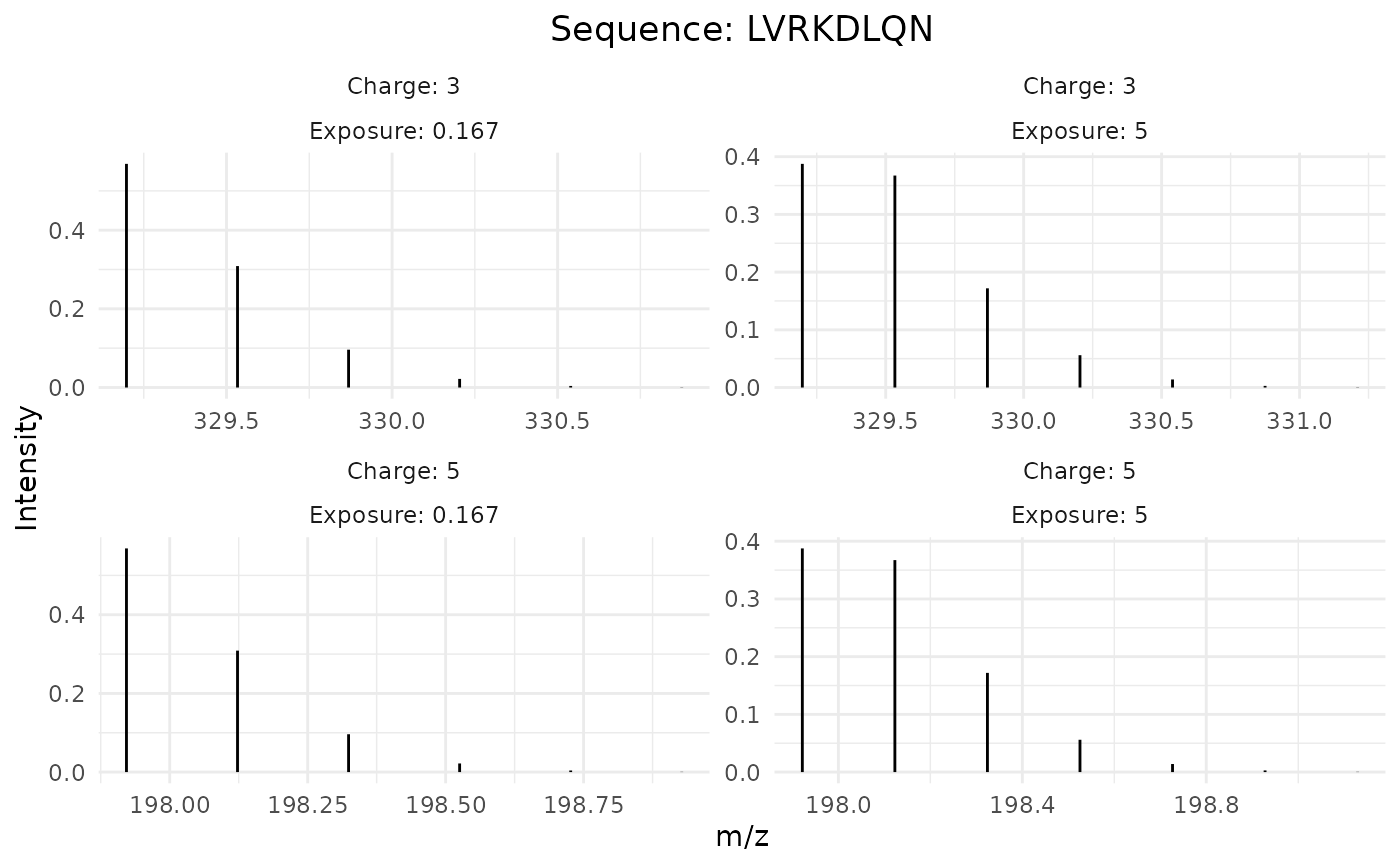 Sequence: LVRKDLQN
Charge: 3
Exposure: 0.167
0.4
0.2
0.0
329.5 330.0 330.5
Charge: 3
Exposure: 5
0.4
0.3
0.2
0.1
0.0
329.5 330.0 330.5 331.0
Intensity
Charge: 5
Exposure: 0.167
0.4
0.2
0.0
198.00 198.25 198.50 198.75
Charge: 5
Exposure: 5
0.4
0.3
0.2
0.1
0.0
198.0 198.4 198.8
m/z